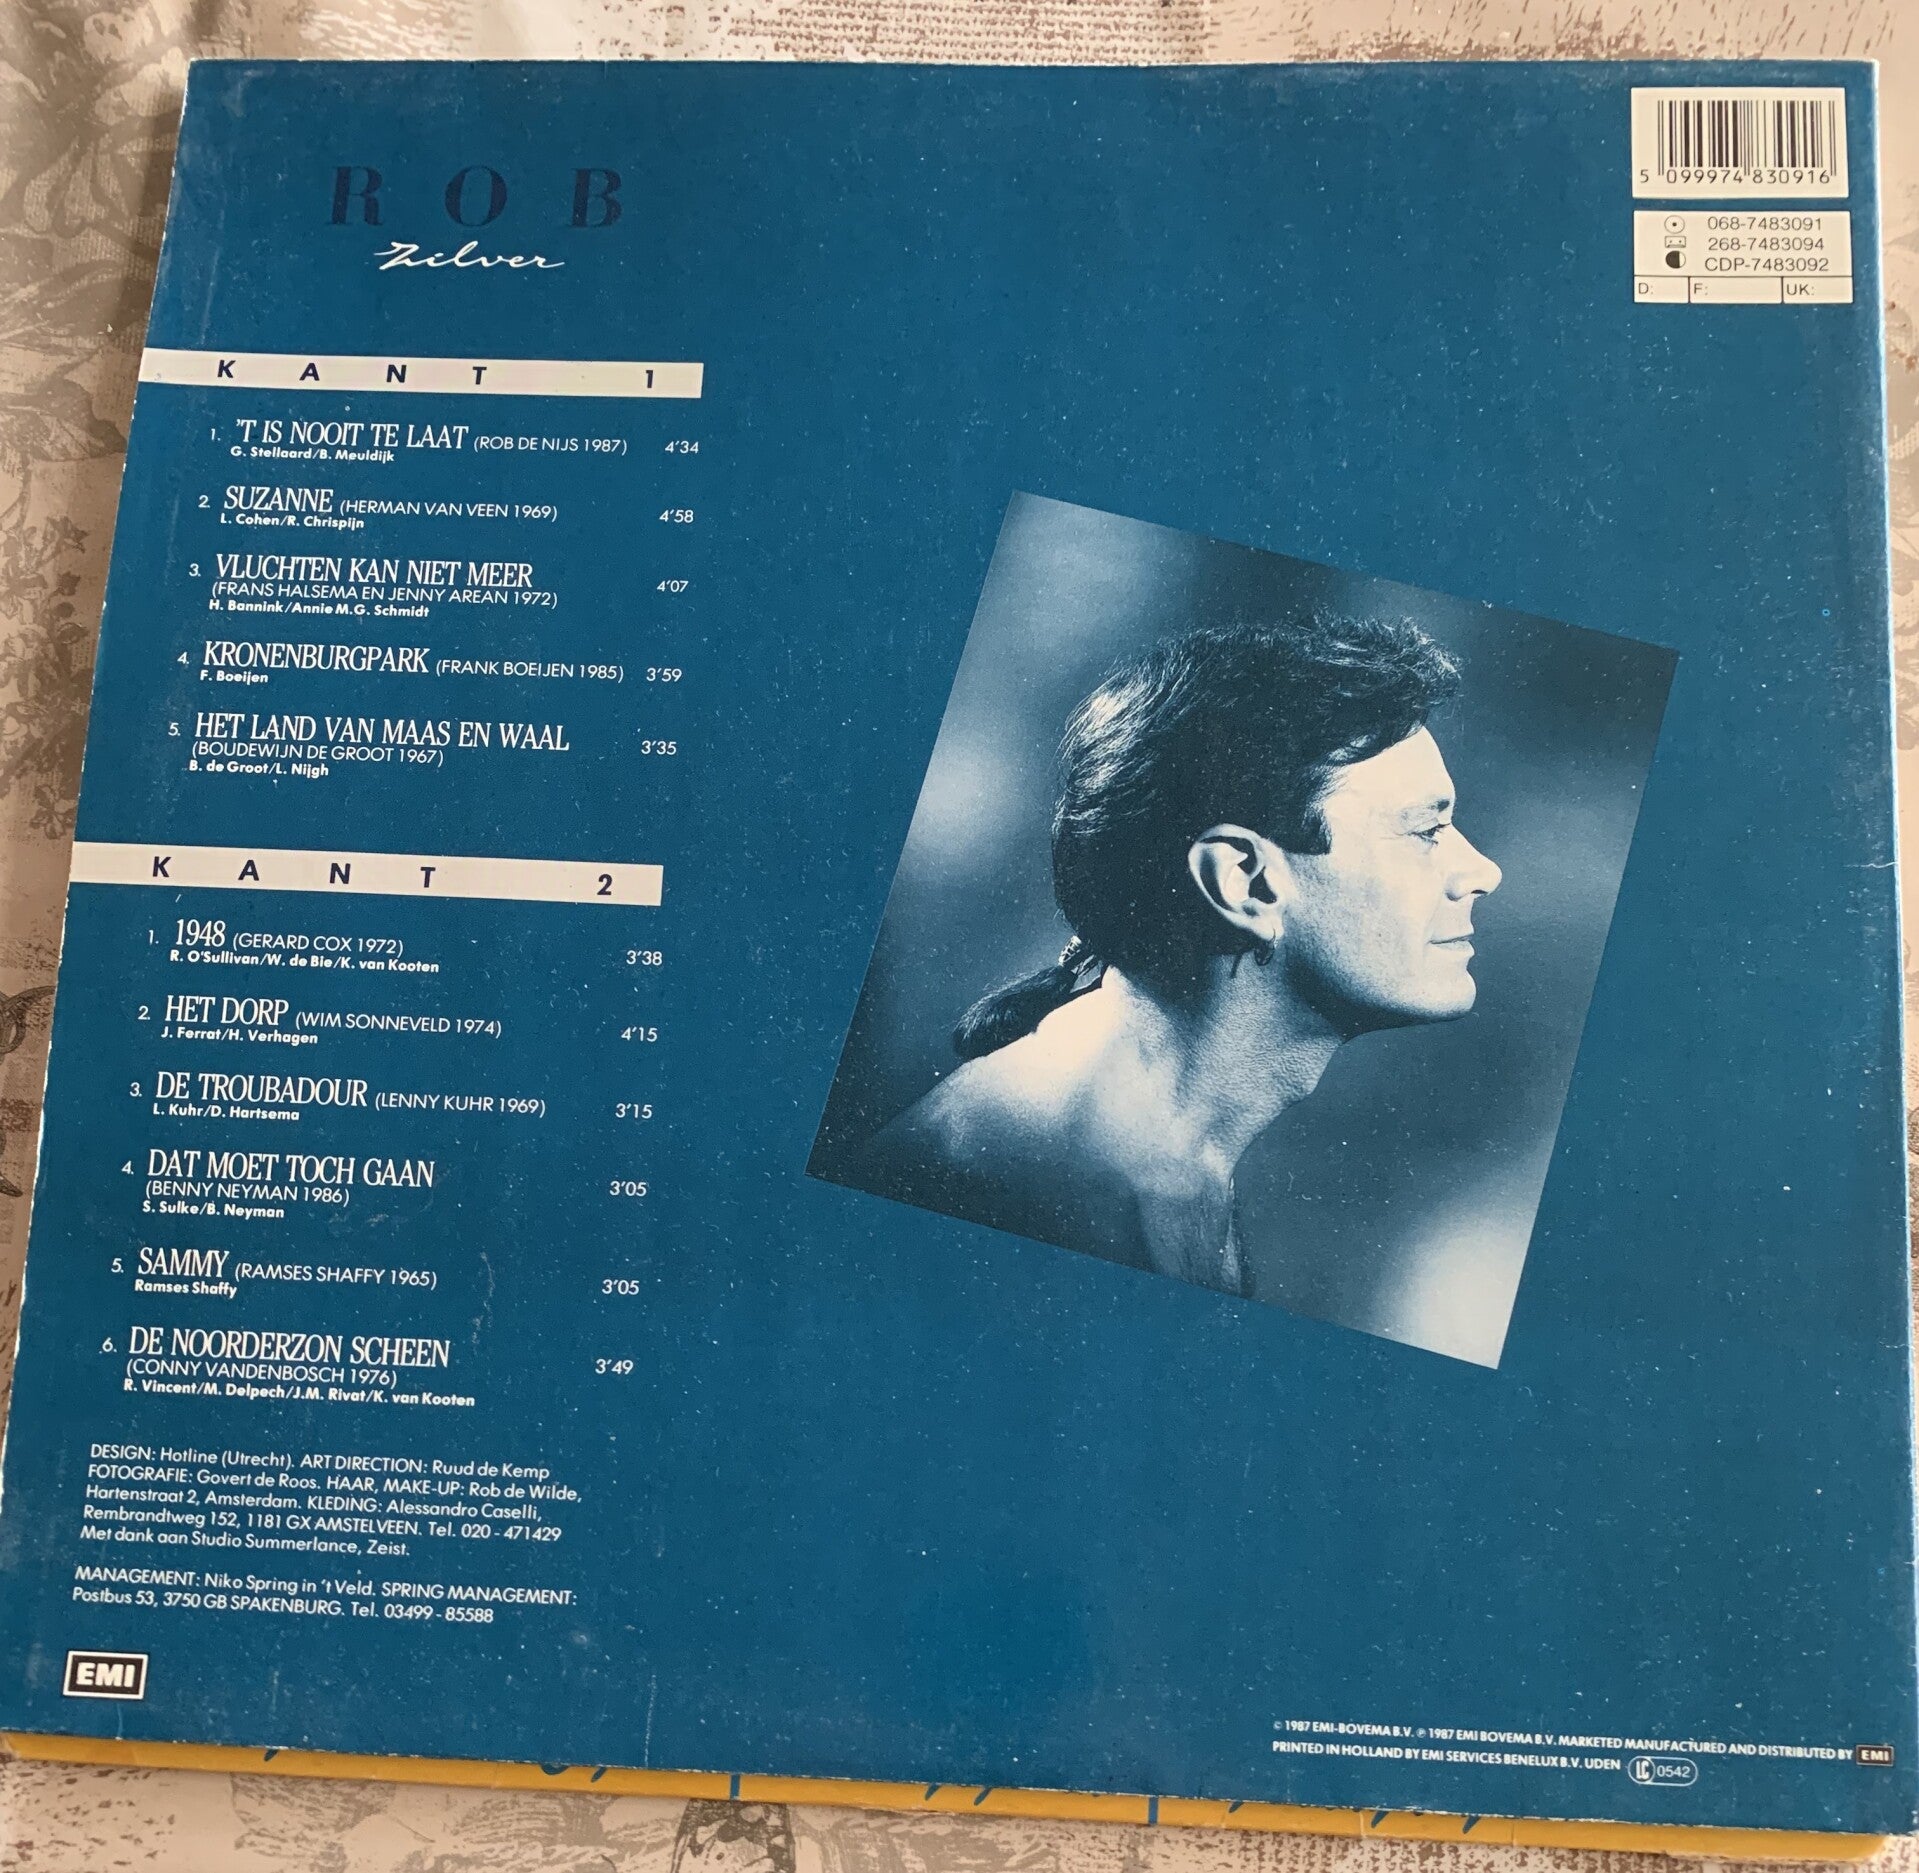 ROB
Zilver
5 099974 830916
068-7483091
268-7483094
CDP-7483092
D: F: UK:
KANT 1
1. 'T IS NOOIT TE LAAT (ROB DE NIJS 1987) 4'34
G. Stellaard/B. Meuldijk
2. SUZANNE (HERMAN VAN VEEN 1969) 4'58
L. Cohen/R. Chrispijn
3. VLUCHTEN KAN NIET MEER 4'07
(FRANS HALSEMA EN JENNY AREAN 1972)
H. Bannink/Annie M.G. Schmidt
4. KRONENBURGPARK (FRANK BOEIJEN 1985) 3'59
F. Boeijen
5. HET LAND VAN MAAS EN WAAL 3'35
(BOUDEWIJN DE GROOT 1967)
B. de Groot/L. Nijgh
KANT 2
1. 1948 (GERARD COX 1972) 3'38
R. O'Sullivan/W. de Bie/K. van Kooten
2. HET DORP (WIM SONNEVELD 1974) 4'15
J. Ferrat/H. Verhagen
3. DE TROUBADOUR (LENNY KUHR 1969) 3'15
L. Kuhr/D. Hartsema
4. DAT MOET TOCH GAAN 3'05
(BENNY NEYMAN 1986)
S. Sulke/B. Neyman
5. SAMMY (RAMSES SHAFFY 1965) 3'05
Ramses Shaffy
6. DE NOORDERZON SCHEEN 3'49
(CONNY VANDENBOSCH 1976)
R. Vincent/M. Delpech/J.M. Rivat/K. van Kooten
DESIGN: Hotline (Utrecht). ART DIRECTION: Ruud de Kemp
FOTOGRAFIE: Govert de Roos. HAAR, MAKE-UP: Rob de Wilde,
Hartenstraat 2, Amsterdam. KLEDING: Alessandro Caselli,
Rembrandtweg 152, 1181 GX AMSTELVEEN. Tel. 020 - 471429
Met dank aan Studio Summerlance, Zeist.
MANAGEMENT: Niko Spring in 't Veld. SPRING MANAGEMENT:
Postbus 53, 3750 GB SPAKENBURG. Tel. 03499 - 85588
EMI
© 1987 EMI-BOVEMA B.V. ℗ 1987 EMI BOVEMA B.V. MARKETED MANUFACTURED AND DISTRIBUTED BY EMI
PRINTED IN HOLLAND BY EMI SERVICES BENELUX B.V. UDEN LC 0542